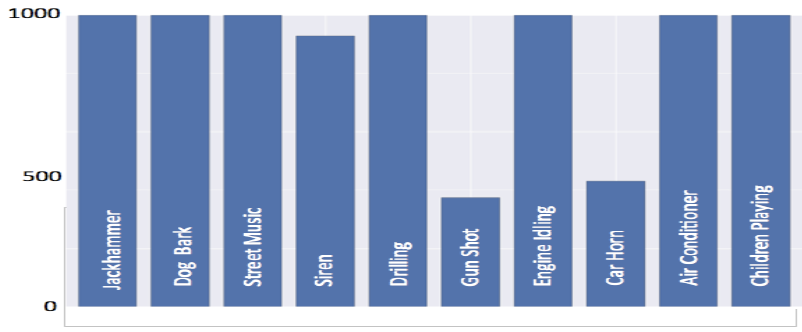 1000
500
0
Jackhammer
Dog Bark
Street Music
Siren
Drilling
Gun Shot
Engine Idling
Car Horn
Air Conditioner
Children Playing